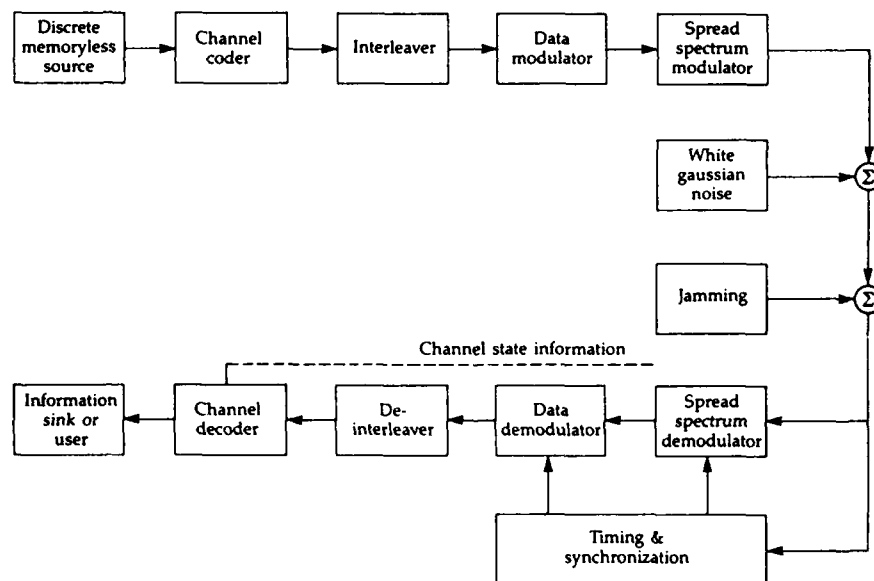 Discrete
memoryless
source
Channel
coder
Interleaver
Data
modulator
Spread
spectrum
modulator
White
gaussian
noise
Σ
Jamming
Σ
Channel state information
Information
sink or
user
Channel
decoder
De-
interleaver
Data
demodulator
Spread
spectrum
demodulator
Timing &
synchronization